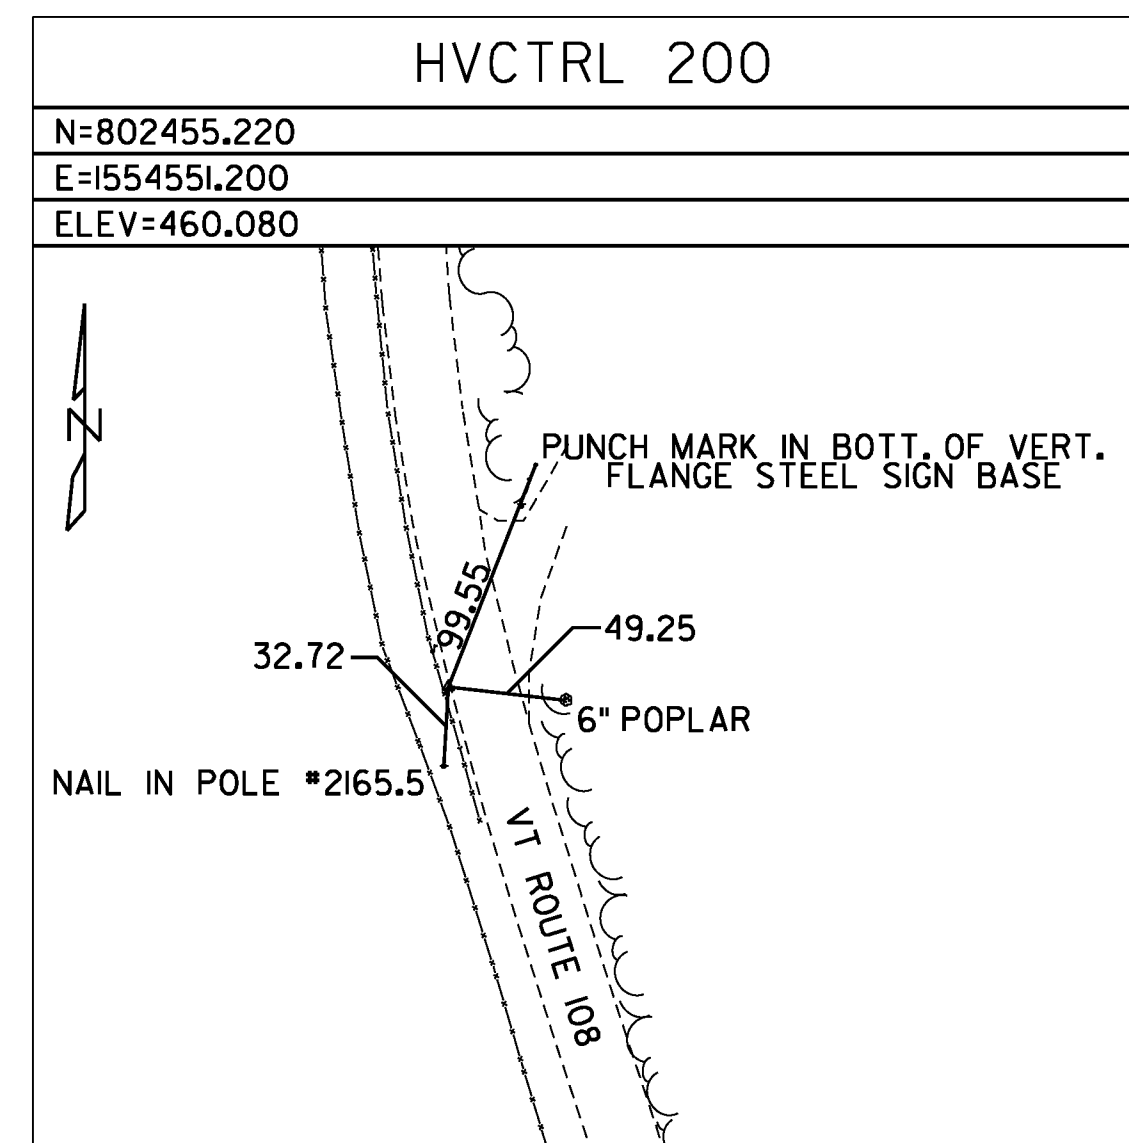 HVCTRL 200
N=802455.220
E=1554551.200
ELEV=460.080
N
PUNCH MARK IN BOTT. OF VERT.
FLANGE STEEL SIGN BASE
99.55
49.25
32.72
6" POPLAR
NAIL IN POLE #2165.5
VT ROUTE 108